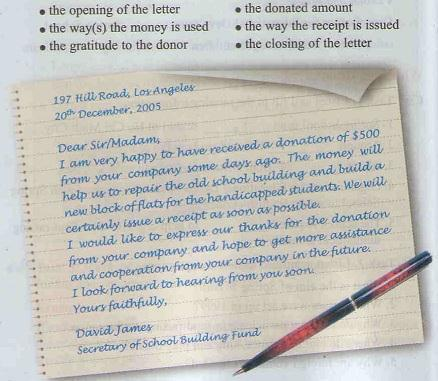 • the opening of the letter
• the donated amount
• the way(s) the money is used
• the way the receipt is issued
• the gratitude to the donor
• the closing of the letter
197 Hill Road, Los Angeles
20th December, 2005
Dear Sir/Madam,
I am very happy to have received a donation of $500
from your company some days ago. The money will
help us to repair the old school building and build a
new block of flats for the handicapped students. We will
certainly issue a receipt as soon as possible.
I would like to express our thanks for the donation
from your company and hope to get more assistance
and cooperation from your company in the future.
I look forward to hearing from you soon.
Yours faithfully,
David James
Secretary of School Building Fund